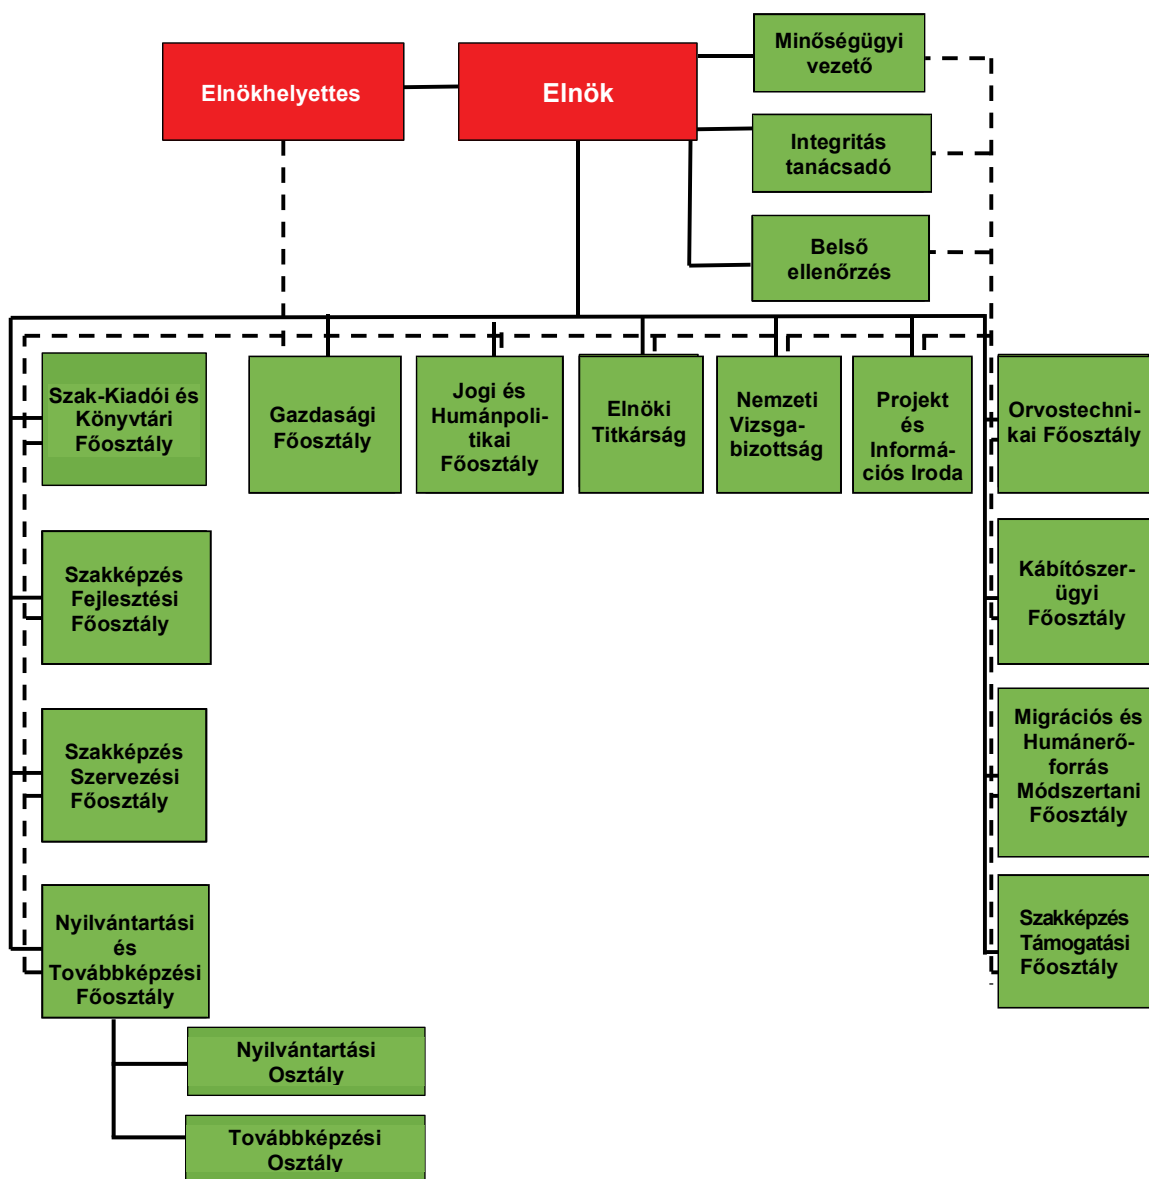 Minőségügyi
vezető
Elnökhelyettes
Elnök
Integritás
tanácsadó
Belső
ellenőrzés
Szak-Kiadói és
Könyvtári
Főosztály
Gazdasági
Főosztály
Jogi és
Humánpoli-
tikai
Főosztály
Elnöki
Titkárság
Nemzeti
Vizsga-
bizottság
Projekt
és
Informá-
ciós Iroda
Orvostechni-
kai Főosztály
Szakképzés
Fejlesztési
Főosztály
Kábítószer-
ügyi
Főosztály
Szakképzés
Szervezési
Főosztály
Migrációs és
Humánerő-
forrás
Módszertani
Főosztály
Nyilvántartási
és
Továbbképzési
Főosztály
Szakképzés
Támogatási
Főosztály
Nyilvántartási
Osztály
Továbbképzési
Osztály